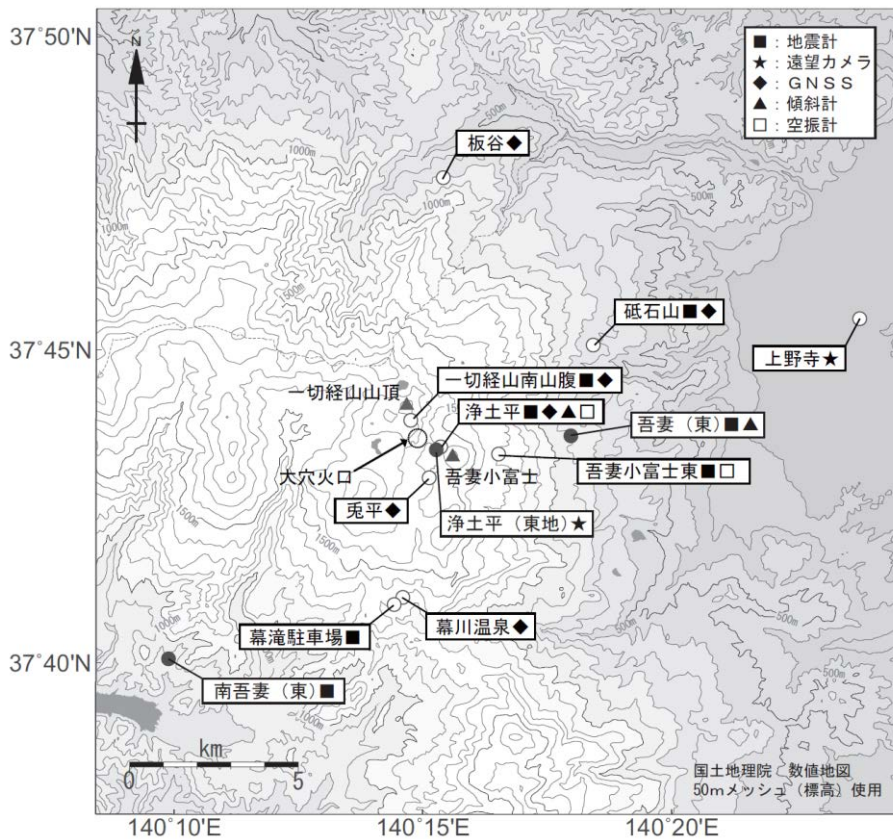 37°50'N
■：地震計
★：遠望カメラ
◆：ＧＮＳＳ
▲：傾斜計
□：空振計
N
500m
1000m
板谷◆
1000m
500m
1500m
砥石山■◆
37°45'N
上野寺★
一切経山南山腹■◆
一切経山山頂
浄土平■◆▲□
吾妻（東）■▲
大穴火口
吾妻小富士
吾妻小富士東■□
兎平◆
浄土平（東地）★
1500m
1500m
幕滝駐車場■
幕川温泉◆
1000m
500m
37°40'N
南吾妻（東）■
1000m
500m
km
0 5
国土地理院 数値地図
50mメッシュ（標高）使用
140°10'E 140°15'E 140°20'E